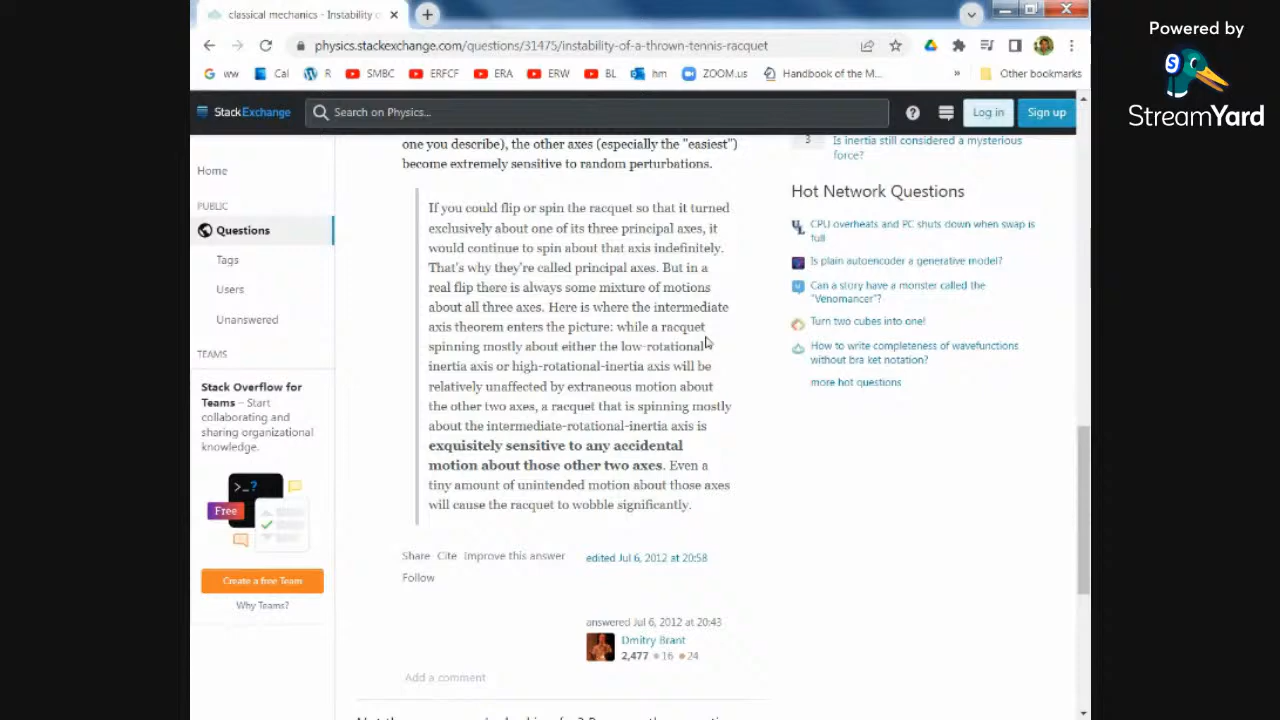 classical mechanics - Instability o
physics.stackexchange.com/questions/31475/instability-of-a-thrown-tennis-racquet
ww Cal R SMBC ERFCF ERA ERW BL hm ZOOM.us Handbook of the M... » Other bookmarks
StackExchange Search on Physics... Log in Sign up
Home
PUBLIC
Questions
Tags
Users
Unanswered
TEAMS
Stack Overflow for
Teams – Start
collaborating and
sharing organizational
knowledge.
>_?
Free
Create a free Team
Why Teams?
one you describe), the other axes (especially the "easiest")
become extremely sensitive to random perturbations.
If you could flip or spin the racquet so that it turned
exclusively about one of its three principal axes, it
would continue to spin about that axis indefinitely.
That's why they're called principal axes. But in a
real flip there is always some mixture of motions
about all three axes. Here is where the intermediate
axis theorem enters the picture: while a racquet
spinning mostly about either the low-rotational-
inertia axis or high-rotational-inertia axis will be
relatively unaffected by extraneous motion about
the other two axes, a racquet that is spinning mostly
about the intermediate-rotational-inertia axis is
exquisitely sensitive to any accidental
motion about those other two axes. Even a
tiny amount of unintended motion about those axes
will cause the racquet to wobble significantly.
Share Cite Improve this answer
Follow
edited Jul 6, 2012 at 20:58
answered Jul 6, 2012 at 20:43
Dmitry Brant
2,477 16 24
Add a comment
3 Is inertia still considered a mysterious
force?
Hot Network Questions
CPU overheats and PC shuts down when swap is
full
Is plain autoencoder a generative model?
Can a story have a monster called the
"Venomancer"?
Turn two cubes into one!
How to write completeness of wavefunctions
without bra ket notation?
more hot questions
Powered by
S
StreamYard